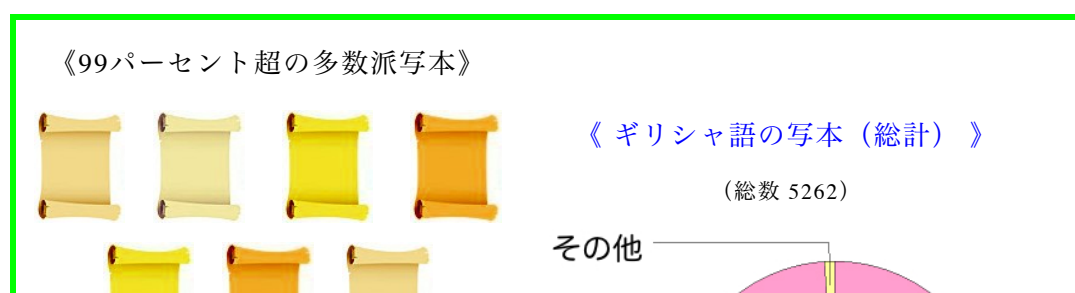 《99パーセント超の多数派写本》
《 ギリシャ語の写本（総計） 》
（総数 5262）
その他